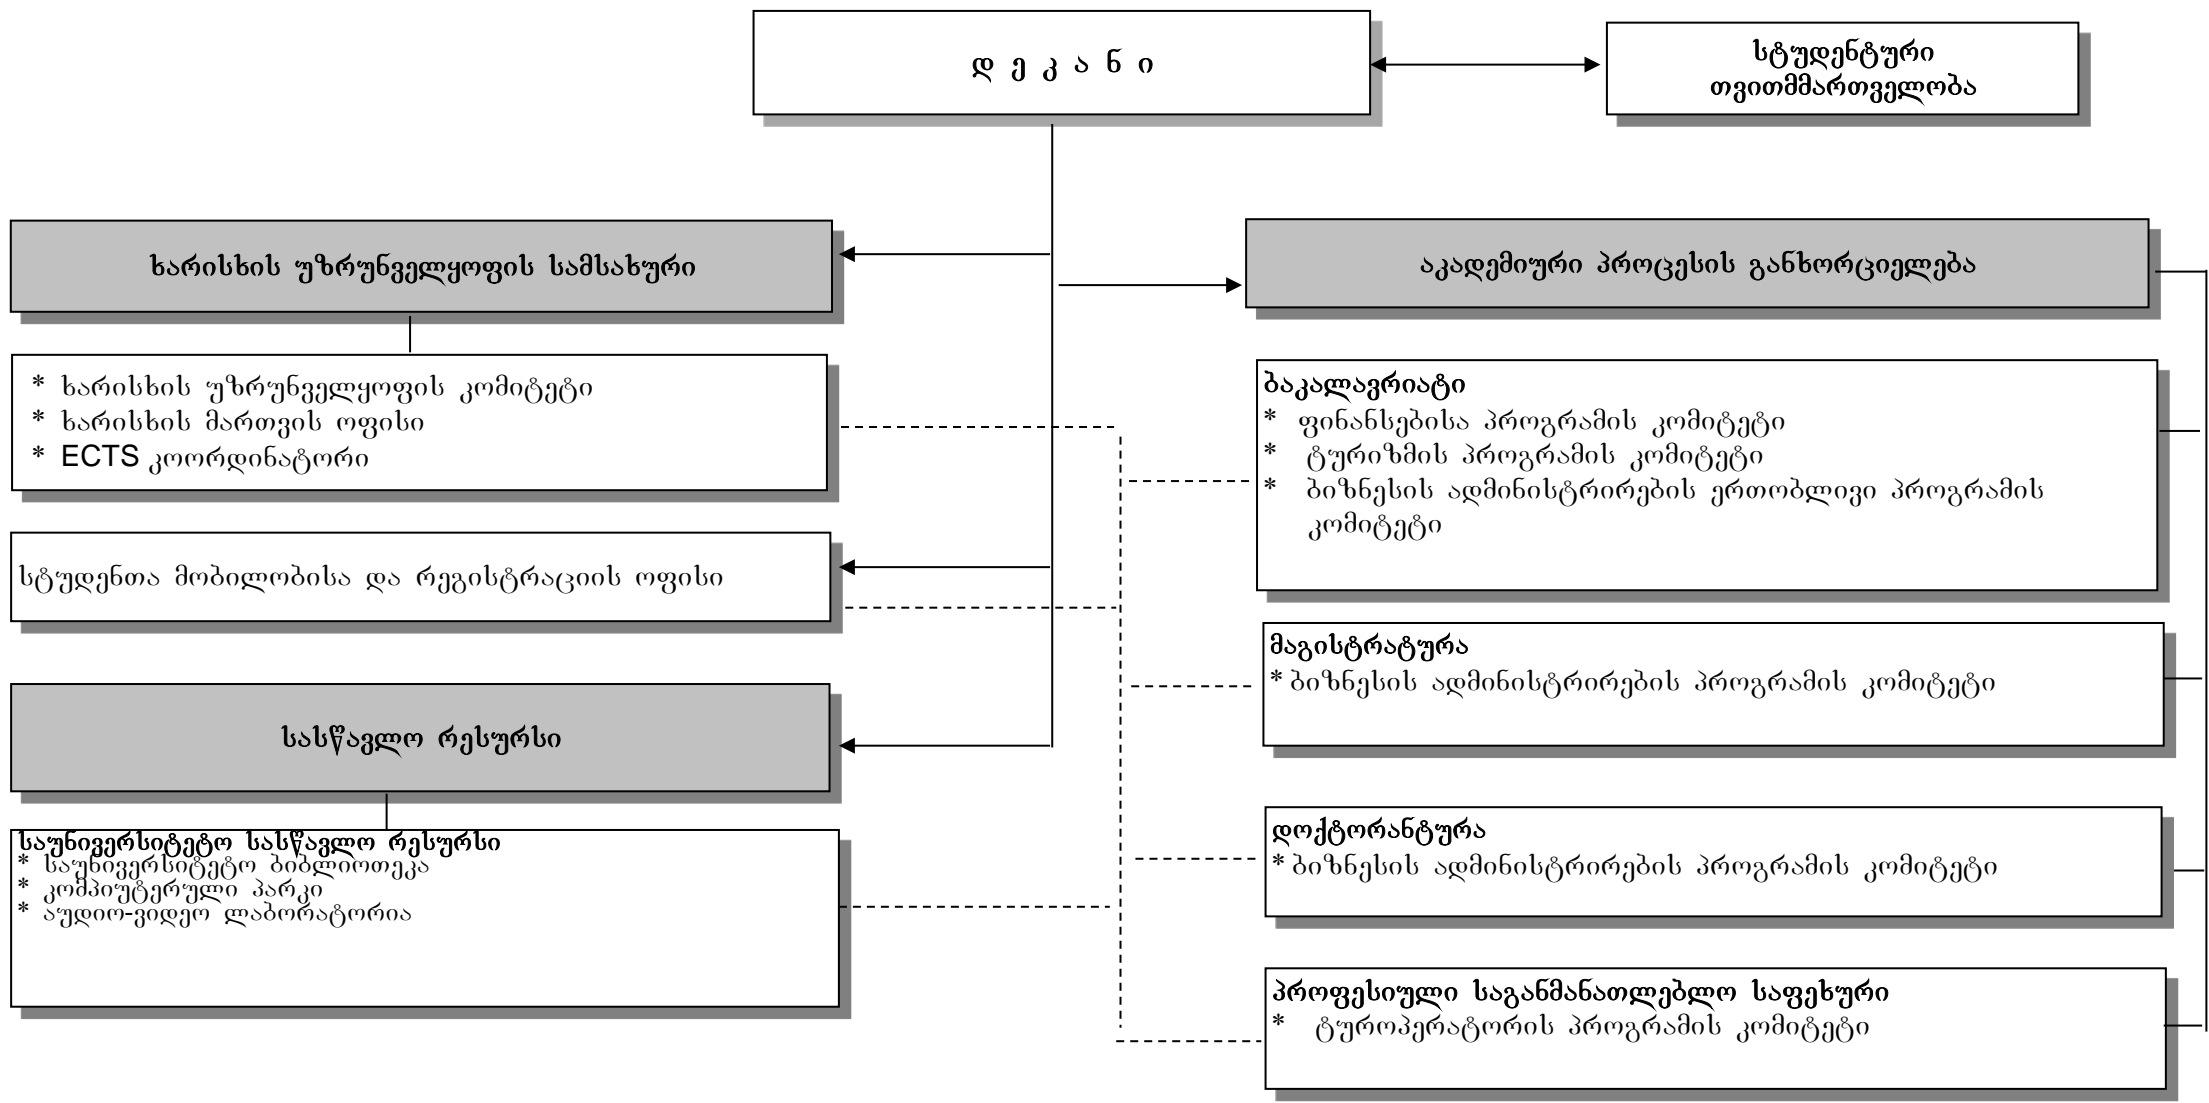 დ ე კ ა ნ ი
სტუდენტური
თვითმმართველობა
ხარისხის უზრუნველყოფის სამსახური
აკადემიური პროცესის განხორციელება
* ხარისხის უზრუნველყოფის კომიტეტი
* ხარისხის მართვის ოფისი
* ECTS კოორდინატორი
ბაკალავრიატი
* ფინანსებისა პროგრამის კომიტეტი
* ტურიზმის პროგრამის კომიტეტი
* ბიზნესის ადმინისტრირების ერთობლივი პროგრამის
კომიტეტი
სტუდენთა მობილობისა და რეგისტრაციის ოფისი
მაგისტრატურა
* ბიზნესის ადმინისტრირების პროგრამის კომიტეტი
სასწავლო რესურსი
საუნივერსიტეტო სასწავლო რესურსი
* საუნივერსიტეტო ბიბლიოთეკა
* კომპიუტერული პარკი
* აუდიო-ვიდეო ლაბორატორია
დოქტორანტურა
* ბიზნესის ადმინისტრირების პროგრამის კომიტეტი
პროფესიული საგანმანათლებლო საფეხური
* ტუროპერატორის პროგრამის კომიტეტი